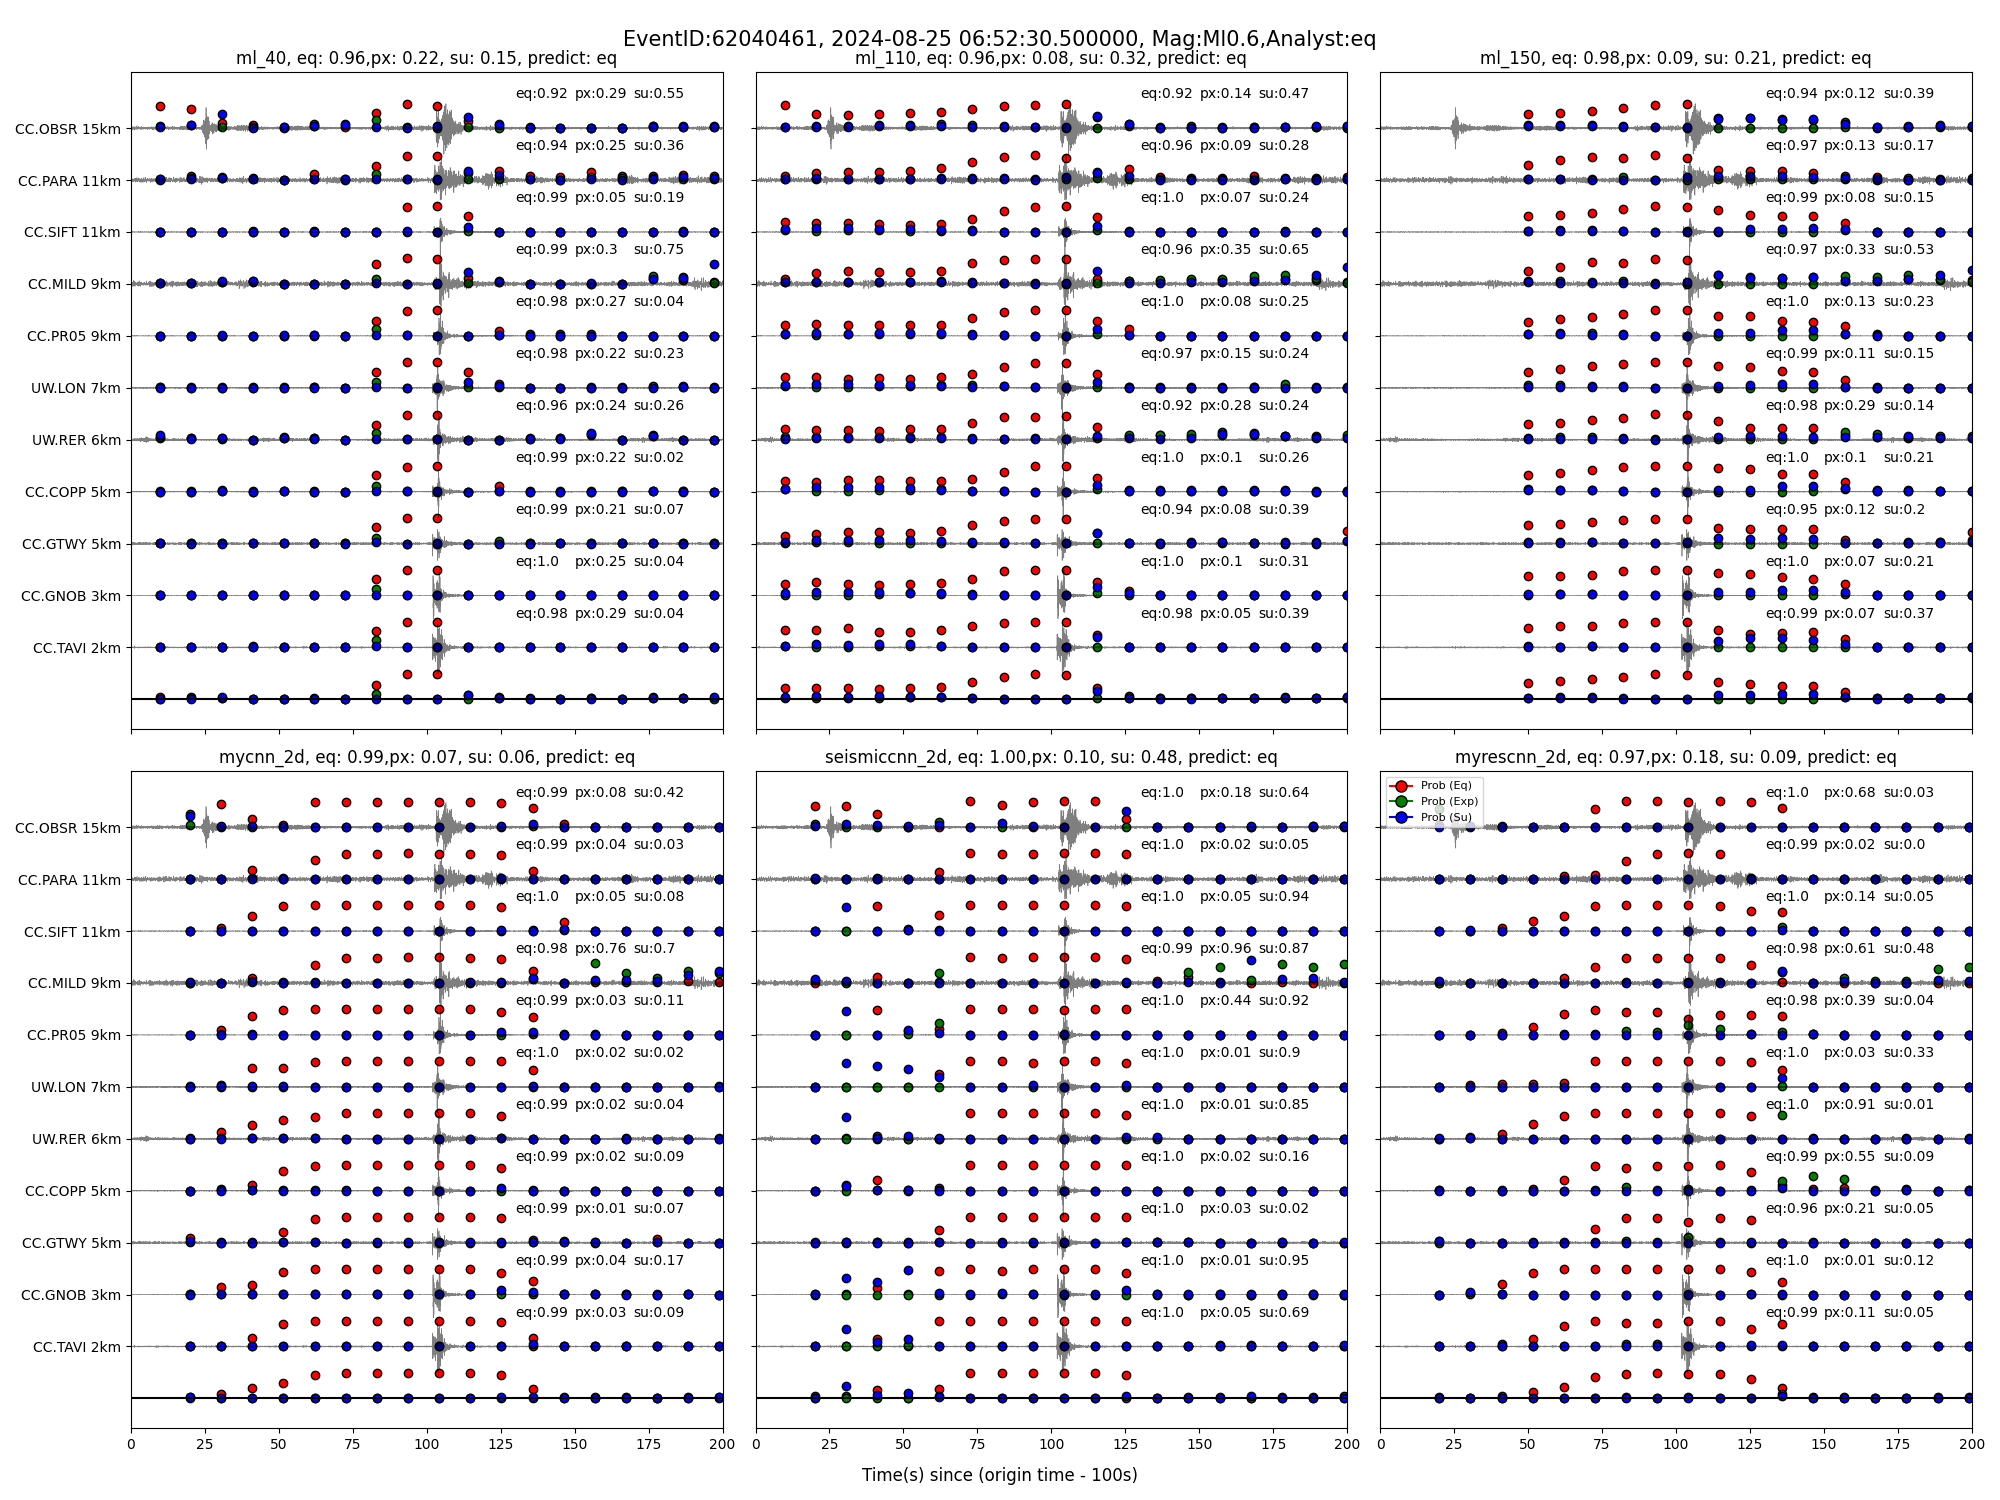 EventID:62040461, 2024-08-25 06:52:30.500000, Mag:Ml0.6,Analyst:eq
ml_40, eq: 0.96,px: 0.22, su: 0.15, predict: eq
CC.OBSR 15km
eq:0.92 px:0.29 su:0.55
CC.PARA 11km
eq:0.94 px:0.25 su:0.36
CC.SIFT 11km
eq:0.99 px:0.05 su:0.19
CC.MILD 9km
eq:0.99 px:0.3 su:0.75
CC.PR05 9km
eq:0.98 px:0.27 su:0.04
UW.LON 7km
eq:0.98 px:0.22 su:0.23
UW.RER 6km
eq:0.96 px:0.24 su:0.26
CC.COPP 5km
eq:0.99 px:0.22 su:0.02
CC.GTWY 5km
eq:0.99 px:0.21 su:0.07
CC.GNOB 3km
eq:1.0 px:0.25 su:0.04
CC.TAVI 2km
eq:0.98 px:0.29 su:0.04
ml_110, eq: 0.96,px: 0.08, su: 0.32, predict: eq
eq:0.92 px:0.14 su:0.47
eq:0.96 px:0.09 su:0.28
eq:1.0 px:0.07 su:0.24
eq:0.96 px:0.35 su:0.65
eq:1.0 px:0.08 su:0.25
eq:0.97 px:0.15 su:0.24
eq:0.92 px:0.28 su:0.24
eq:1.0 px:0.1 su:0.26
eq:0.94 px:0.08 su:0.39
eq:1.0 px:0.1 su:0.31
eq:0.98 px:0.05 su:0.39
ml_150, eq: 0.98,px: 0.09, su: 0.21, predict: eq
eq:0.94 px:0.12 su:0.39
eq:0.97 px:0.13 su:0.17
eq:0.99 px:0.08 su:0.15
eq:0.97 px:0.33 su:0.53
eq:1.0 px:0.13 su:0.23
eq:0.99 px:0.11 su:0.15
eq:0.98 px:0.29 su:0.14
eq:1.0 px:0.1 su:0.21
eq:0.95 px:0.12 su:0.2
eq:1.0 px:0.07 su:0.21
eq:0.99 px:0.07 su:0.37
mycnn_2d, eq: 0.99,px: 0.07, su: 0.06, predict: eq
CC.OBSR 15km
eq:0.99 px:0.08 su:0.42
CC.PARA 11km
eq:0.99 px:0.04 su:0.03
CC.SIFT 11km
eq:1.0 px:0.05 su:0.08
CC.MILD 9km
eq:0.98 px:0.76 su:0.7
CC.PR05 9km
eq:0.99 px:0.03 su:0.11
UW.LON 7km
eq:1.0 px:0.02 su:0.02
UW.RER 6km
eq:0.99 px:0.02 su:0.04
CC.COPP 5km
eq:0.99 px:0.02 su:0.09
CC.GTWY 5km
eq:0.99 px:0.01 su:0.07
CC.GNOB 3km
eq:0.99 px:0.04 su:0.17
CC.TAVI 2km
eq:0.99 px:0.03 su:0.09
0 25 50 75 100 125 150 175 200
seismiccnn_2d, eq: 1.00,px: 0.10, su: 0.48, predict: eq
eq:1.0 px:0.18 su:0.64
eq:1.0 px:0.02 su:0.05
eq:1.0 px:0.05 su:0.94
eq:0.99 px:0.96 su:0.87
eq:1.0 px:0.44 su:0.92
eq:1.0 px:0.01 su:0.9
eq:1.0 px:0.01 su:0.85
eq:1.0 px:0.02 su:0.16
eq:1.0 px:0.03 su:0.02
eq:1.0 px:0.01 su:0.95
eq:1.0 px:0.05 su:0.69
0 25 50 75 100 125 150 175 200
myrescnn_2d, eq: 0.97,px: 0.18, su: 0.09, predict: eq
Prob (Eq)
Prob (Exp)
Prob (Su)
eq:1.0 px:0.68 su:0.03
eq:0.99 px:0.02 su:0.0
eq:1.0 px:0.14 su:0.05
eq:0.98 px:0.61 su:0.48
eq:0.98 px:0.39 su:0.04
eq:1.0 px:0.03 su:0.33
eq:1.0 px:0.91 su:0.01
eq:0.99 px:0.55 su:0.09
eq:0.96 px:0.21 su:0.05
eq:1.0 px:0.01 su:0.12
eq:0.99 px:0.11 su:0.05
0 25 50 75 100 125 150 175 200
Time(s) since (origin time - 100s)